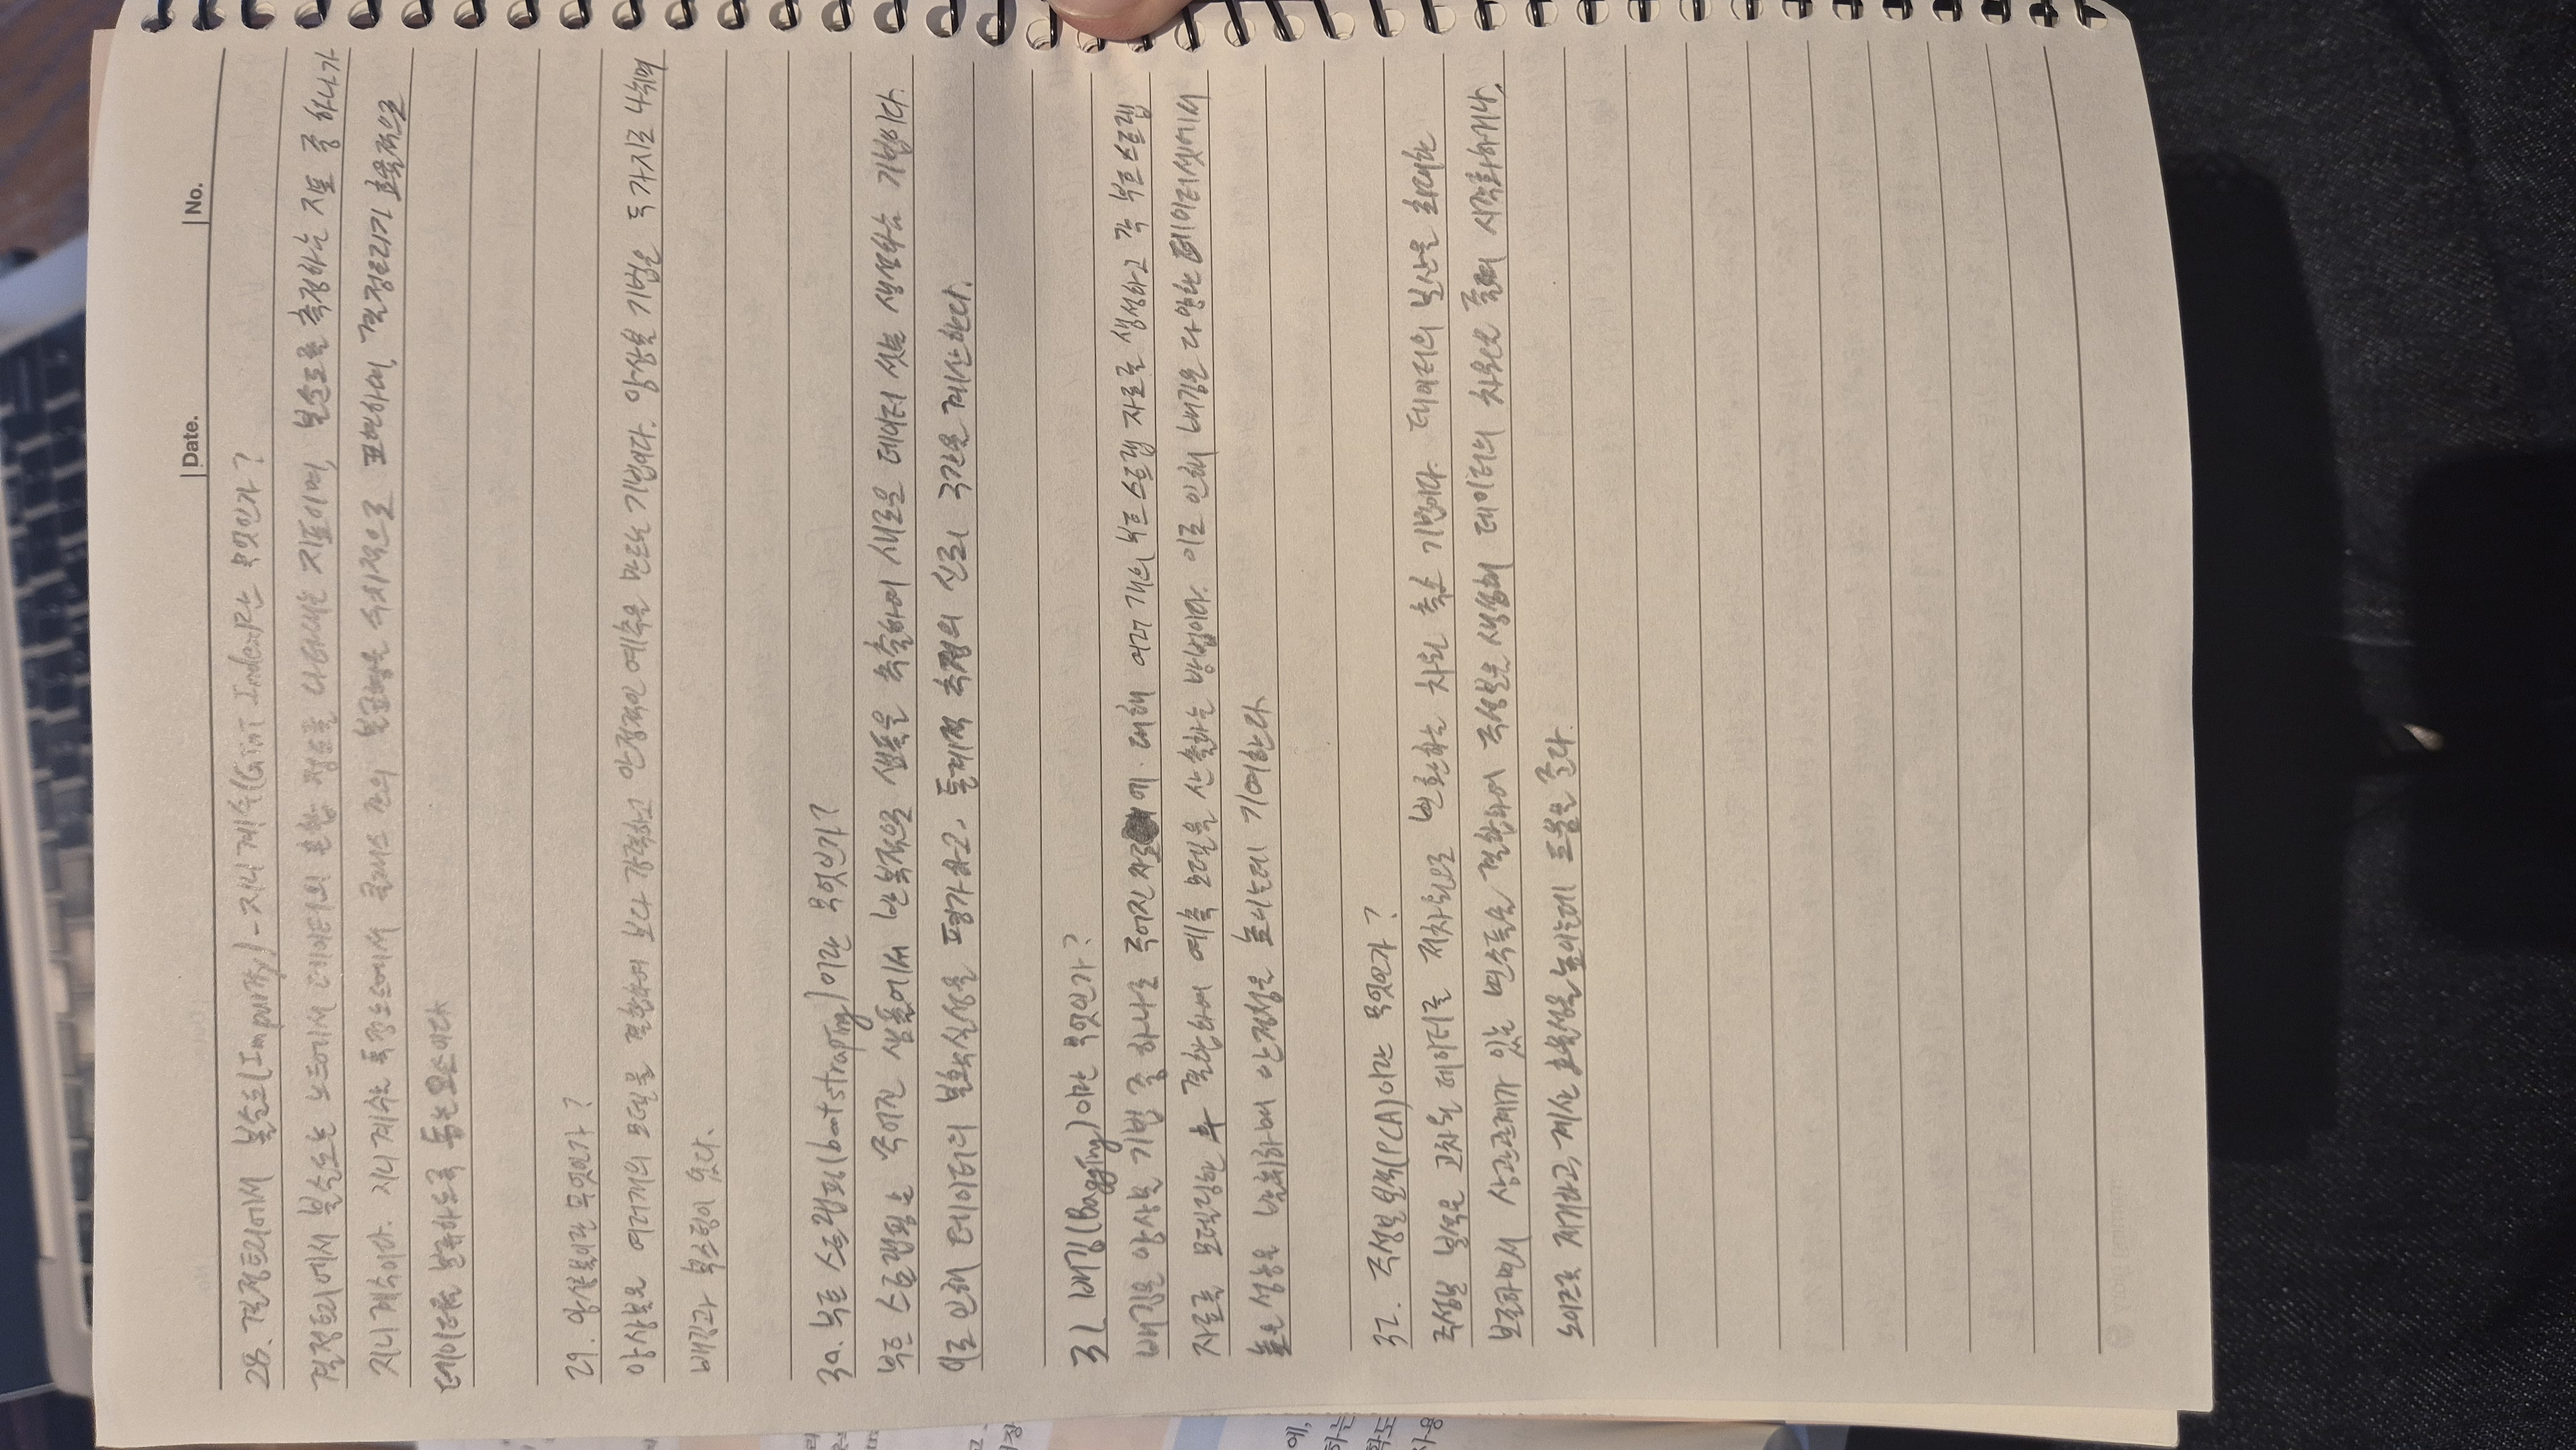 Date.
No.
28. 결정트리에서 불순도(Impurity) - 지니 계수(Gini Index)란 무엇인가?
결정트리에서 불순도는 노드에서 데이터의 혼합 정도를 나타내는 지표이며, 불순도를 측정하는 지표 중 하나가
지니 계수이다. 지니 계수는 특정노드에서 클래스 간의 불균형을 수치적으로 표현하며, 결정트리가 효율적으로
데이터를 분류하도록 돕는 요소이다
29. 앙상블이란 무엇인가?
앙상블은 여러개의 모델을 결합하여 보다 강력하고 안정적인 예측을 만드는 기법이다. 앙상블 기법은 두가지로 나뉘며
배깅과 부스팅이 있다.
30. 부트 스트랩핑(bootstraping)이란 무엇인가?
부트 스트랩핑은 주어진 샘플에서 반복적으로 샘플을 추출하여 새로운 데이터 셋을 생성하는 기법이다.
이로 인해 데이터의 불확실성을 평가하고, 통계적 측정의 신뢰 구간을 계산한다.
31. 배깅(Bagging)이란 무엇인가?
배깅은 앙상블 기법 중 하나로 주어진 자료에 대해 여러 개의 부트스트랩 자료를 생성하고 각 부트스트랩
자료를 모델링한 후 결합하여 예측 모델을 산출하는 방법이다. 이로 인해 배깅은 다양한 데이터셋에서
높은 성능을 발휘하며 안정성을 높이는데 기여한다.
32. 주성분분석(PCA)이란 무엇인가?
주성분 분석은 고차원 데이터를 저차원으로 변환하는 차원 축소 기법이다. 데이터의 분산을 최대한
보존하면서 상관관계가 있는 변수들을 결합하여 주성분을 생성해 데이터의 차원을 줄여 시각화하거나,
노이즈를 제거하고, 계산 효율성을 높이는데 도움을 준다.
에,
하는
확도
사용
morning glory